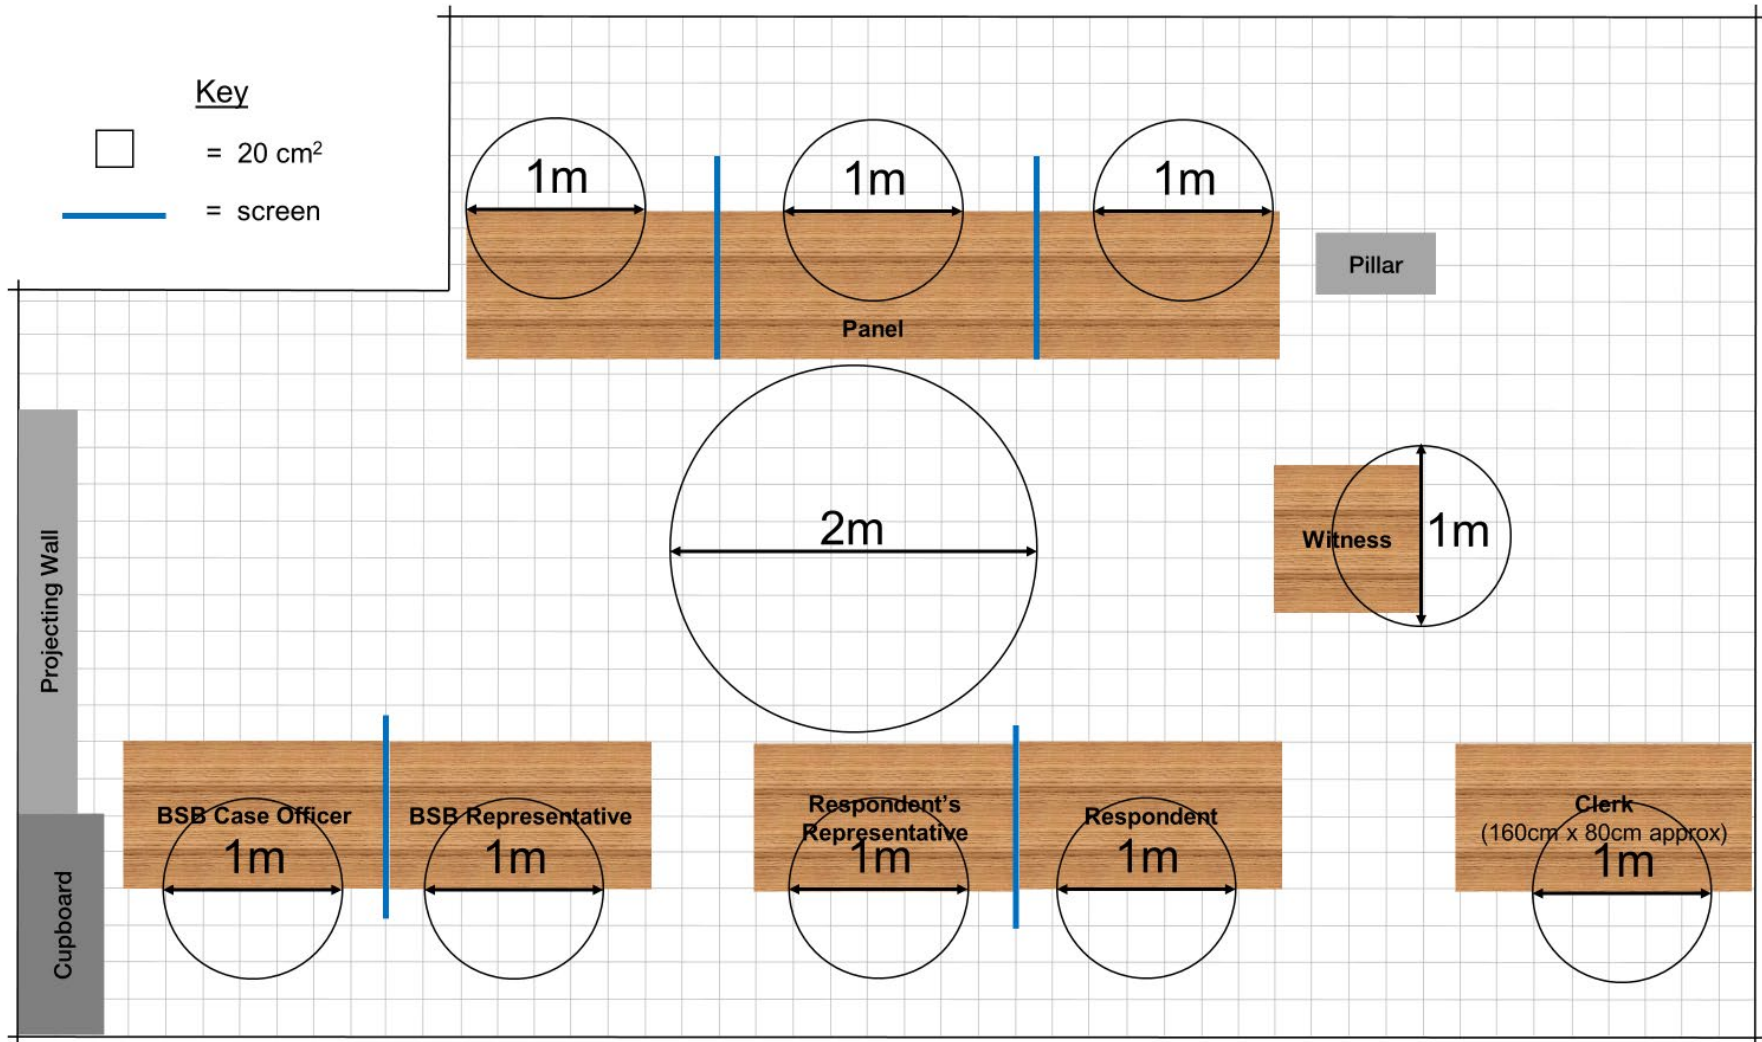 Key
= 20 cm²
= screen
1m
1m
1m
Pillar
Panel
2m
Witness
1m
Projecting Wall
BSB Case Officer
1m
BSB Representative
1m
Respondent's
Representative
1m
Respondent
1m
Clerk
(160cm x 80cm approx)
1m
Cupboard